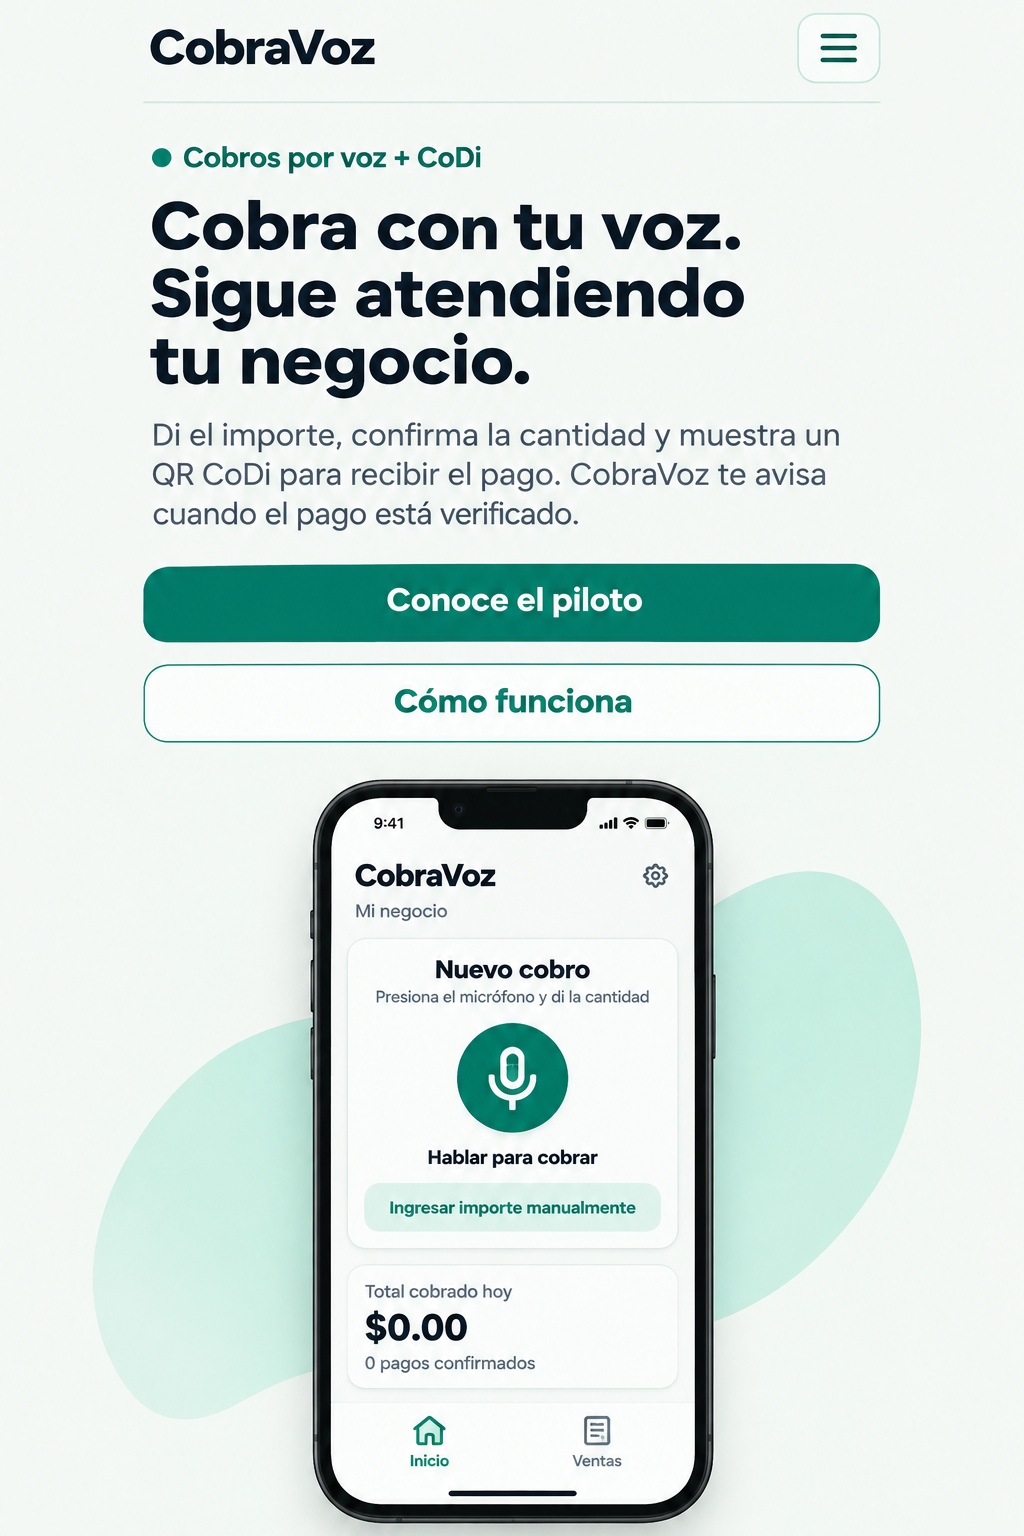 CobraVoz
Cobros por voz + CoDi
Cobra con tu voz.
Sigue atendiendo
tu negocio.
Di el importe, confirma la cantidad y muestra un
QR CoDi para recibir el pago. CobraVoz te avisa
cuando el pago está verificado.
Conoce el piloto
Cómo funciona
9:41
CobraVoz
Mi negocio
Nuevo cobro
Presiona el micrófono y di la cantidad
Hablar para cobrar
Ingresar importe manualmente
Total cobrado hoy
$0.00
0 pagos confirmados
Inicio
Ventas